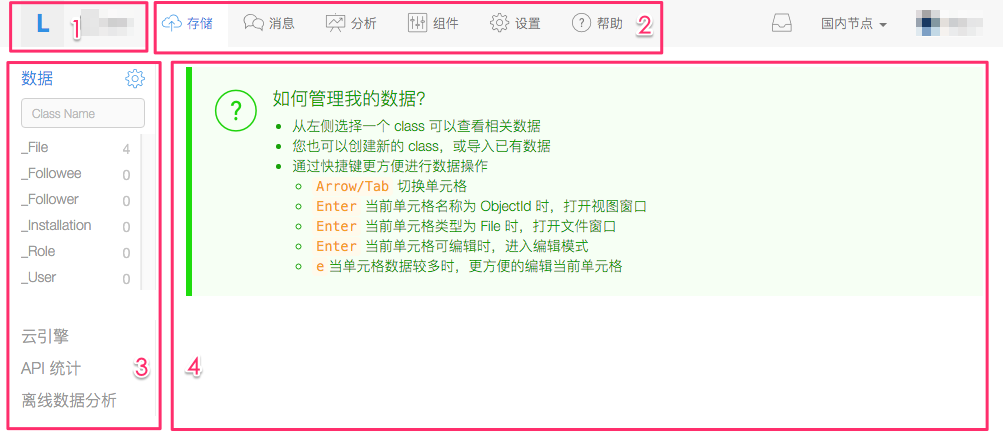 L 1
存储 消息 分析 组件 设置 帮助 2 国内节点
数据
Class Name
_File 4
_Followee 0
_Follower 0
_Installation 0
_Role 0
_User 0
云引擎
API 统计 3
离线数据分析
? 如何管理我的数据?
从左侧选择一个 class 可以查看相关数据
您也可以创建新的 class，或导入已有数据
通过快捷键更方便进行数据操作
Arrow/Tab 切换单元格
Enter 当前单元格名称为 ObjectId 时，打开视图窗口
Enter 当前单元格类型为 File 时，打开文件窗口
Enter 当前单元格可编辑时，进入编辑模式
e 当单元格数据较多时，更方便的编辑当前单元格
4